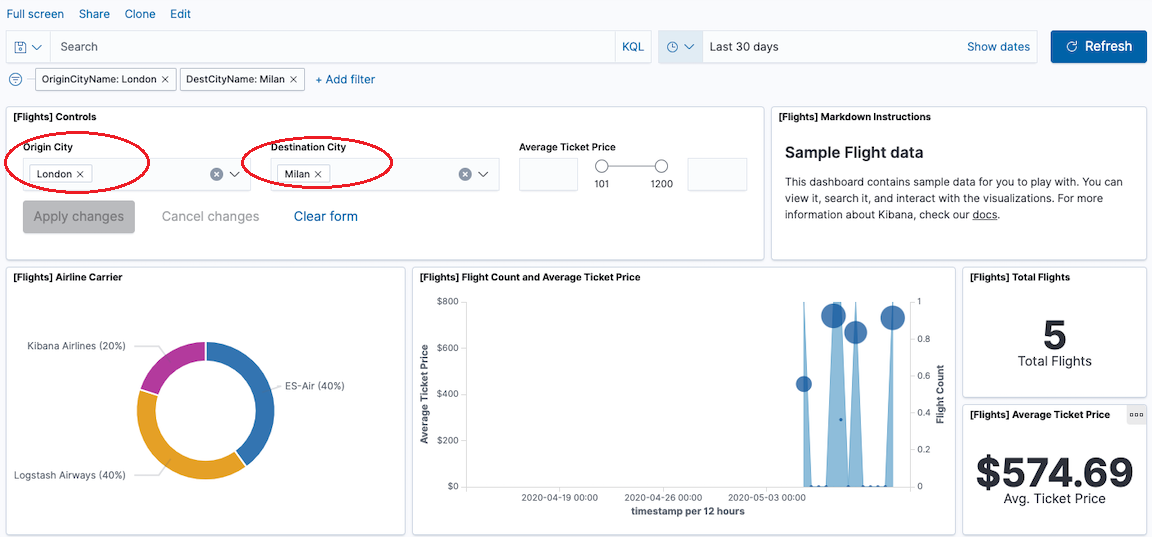 Full screen Share Clone Edit
Search KQL Last 30 days Show dates Refresh
OriginCityName: London × DestCityName: Milan × + Add filter
[Flights] Controls
Origin City Destination City Average Ticket Price
London × Milan ×
101 1200
Apply changes Cancel changes Clear form
[Flights] Markdown Instructions
Sample Flight data
This dashboard contains sample data for you to play with. You can
view it, search it, and interact with the visualizations. For more
information about Kibana, check our docs.
[Flights] Airline Carrier
Kibana Airlines (20%)
ES-Air (40%)
Logstash Airways (40%)
[Flights] Flight Count and Average Ticket Price
Average Ticket Price
$800
$600
$400
$200
$0
1
0.8
0.6
0.4
0.2
0
Flight Count
2020-04-19 00:00 2020-04-26 00:00 2020-05-03 00:00
timestamp per 12 hours
[Flights] Total Flights
5
Total Flights
[Flights] Average Ticket Price
$574.69
Avg. Ticket Price